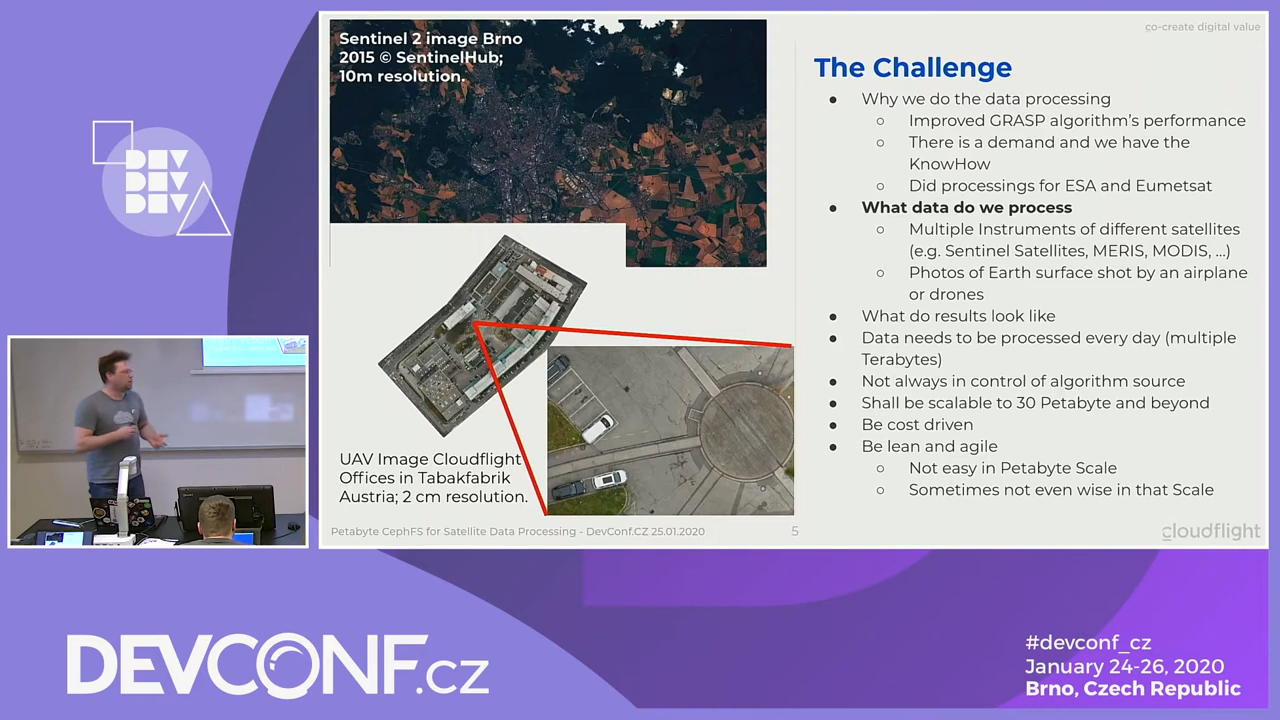 DEV
DEV
DEV
Sentinel 2 image Brno
2015 © SentinelHub;
10m resolution.
UAV Image Cloudflight
Offices in Tabakfabrik
Austria; 2 cm resolution.
co-create digital value
The Challenge
● Why we do the data processing
○ Improved GRASP algorithm's performance
○ There is a demand and we have the
KnowHow
○ Did processings for ESA and Eumetsat
● What data do we process
○ Multiple Instruments of different satellites
(e.g. Sentinel Satellites, MERIS, MODIS, ...)
○ Photos of Earth surface shot by an airplane
or drones
● What do results look like
● Data needs to be processed every day (multiple
Terabytes)
● Not always in control of algorithm source
● Shall be scalable to 30 Petabyte and beyond
● Be cost driven
● Be lean and agile
○ Not easy in Petabyte Scale
○ Sometimes not even wise in that Scale
Petabyte CephFS for Satellite Data Processing - DevConf.CZ 25.01.2020
5
cloudflight
DEVCONF.CZ
#devconf_cz
January 24-26, 2020
Brno, Czech Republic